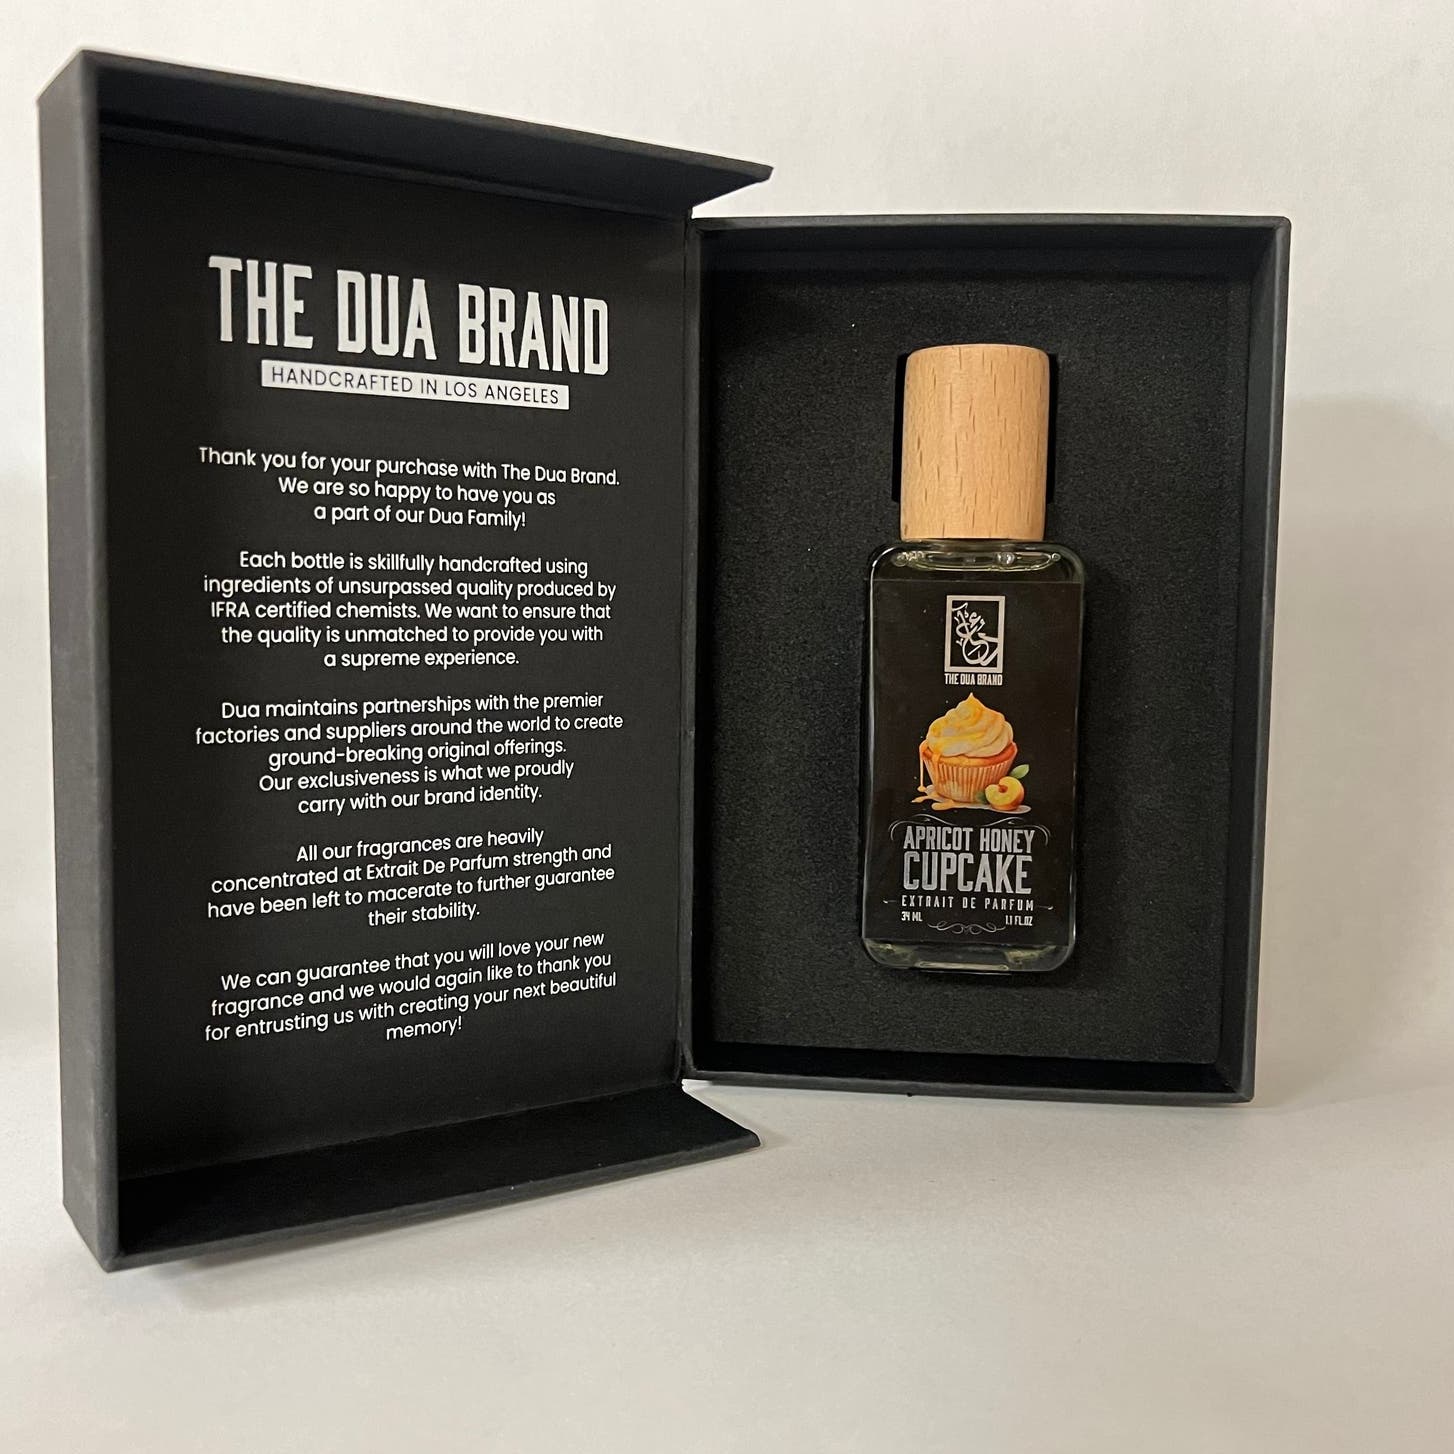 THE DUA BRAND
HANDCRAFTED IN LOS ANGELES
Thank you for your purchase with The Dua Brand.
We are so happy to have you as
a part of our Dua Family!
Each bottle is skillfully handcrafted using
ingredients of unsurpassed quality produced by
IFRA certified chemists. We want to ensure that
the quality is unmatched to provide you with
a supreme experience.
Dua maintains partnerships with the premier
factories and suppliers around the world to create
ground-breaking original offerings.
Our exclusiveness is what we proudly
carry with our brand identity.
All our fragrances are heavily
concentrated at Extrait De Parfum strength and
have been left to macerate to further guarantee
their stability.
We can guarantee that you will love your new
fragrance and we would again like to thank you
for entrusting us with creating your next beautiful
memory!
THE DUA BRAND
APRICOT HONEY
CUPCAKE
EXTRAIT DE PARFUM
34 ML 1.1 FL.OZ